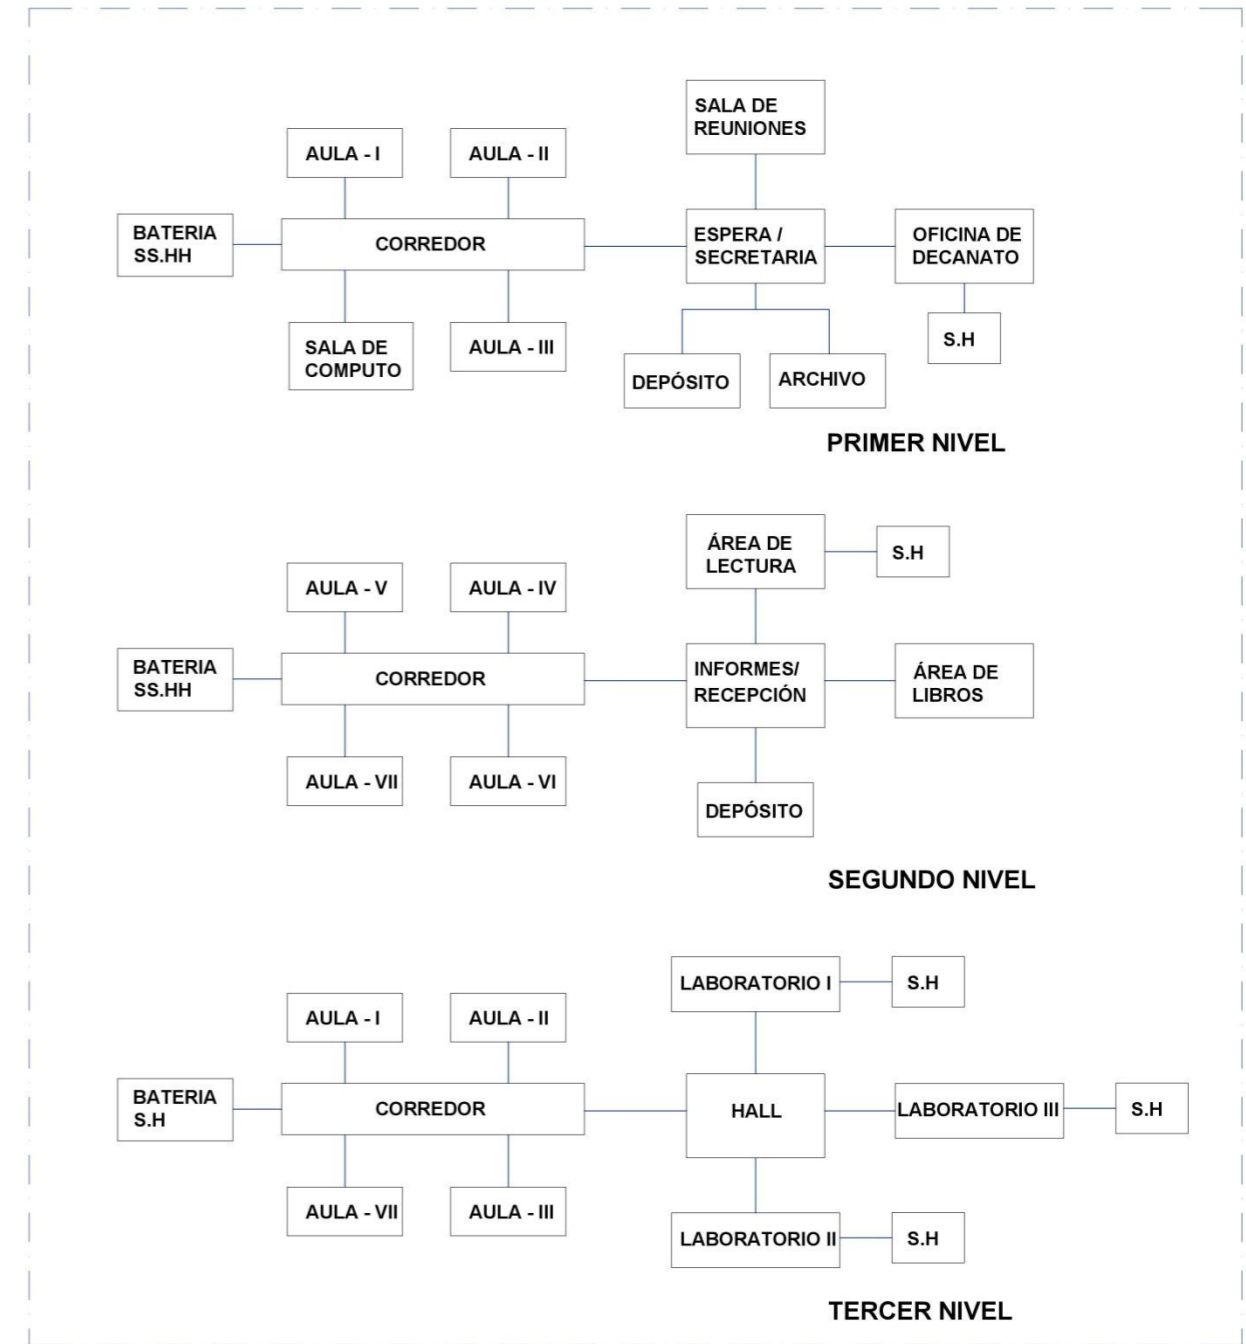 SALA DE
REUNIONES
AULA - I
AULA - II
BATERIA
SS.HH
CORREDOR
ESPERA /
SECRETARIA
OFICINA DE
DECANATO
SALA DE
COMPUTO
AULA - III
S.H
DEPÓSITO
ARCHIVO
PRIMER NIVEL
ÁREA DE
LECTURA
S.H
AULA - V
AULA - IV
BATERIA
SS.HH
CORREDOR
INFORMES/
RECEPCIÓN
ÁREA DE
LIBROS
AULA - VII
AULA - VI
DEPÓSITO
SEGUNDO NIVEL
LABORATORIO I
S.H
AULA - I
AULA - II
BATERIA
S.H
CORREDOR
HALL
LABORATORIO III
S.H
AULA - VII
AULA - III
LABORATORIO II
S.H
TERCER NIVEL